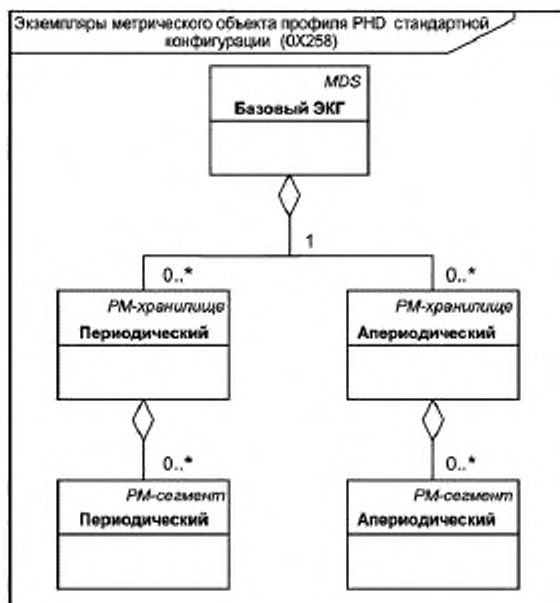 Экземпляры метрического объекта профиля PHD стандартной
конфигурации (0X258)
MDS
Базовый ЭКГ
1
0..* 0..*
PM-хранилище PM-хранилище
Периодический Апериодический
0..* 0..*
PM-сегмент PM-сегмент
Периодический Апериодический